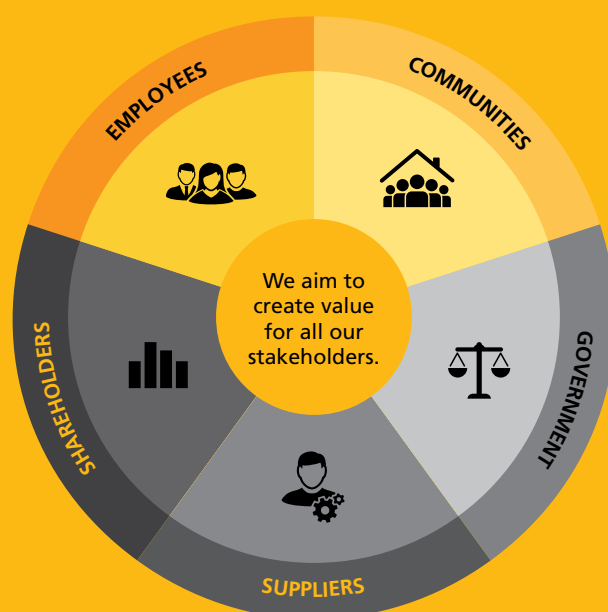 EMPLOYEES
COMMUNITIES
We aim to
create value
for all our
stakeholders.
SHAREHOLDERS
GOVERNMENT
SUPPLIERS